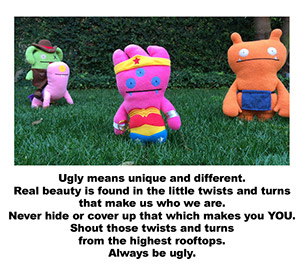 Ugly means unique and different.
Real beauty is found in the little twists and turns
that make us who we are.
Never hide or cover up that which makes you YOU.
Shout those twists and turns
from the highest rooftops.
Always be ugly.